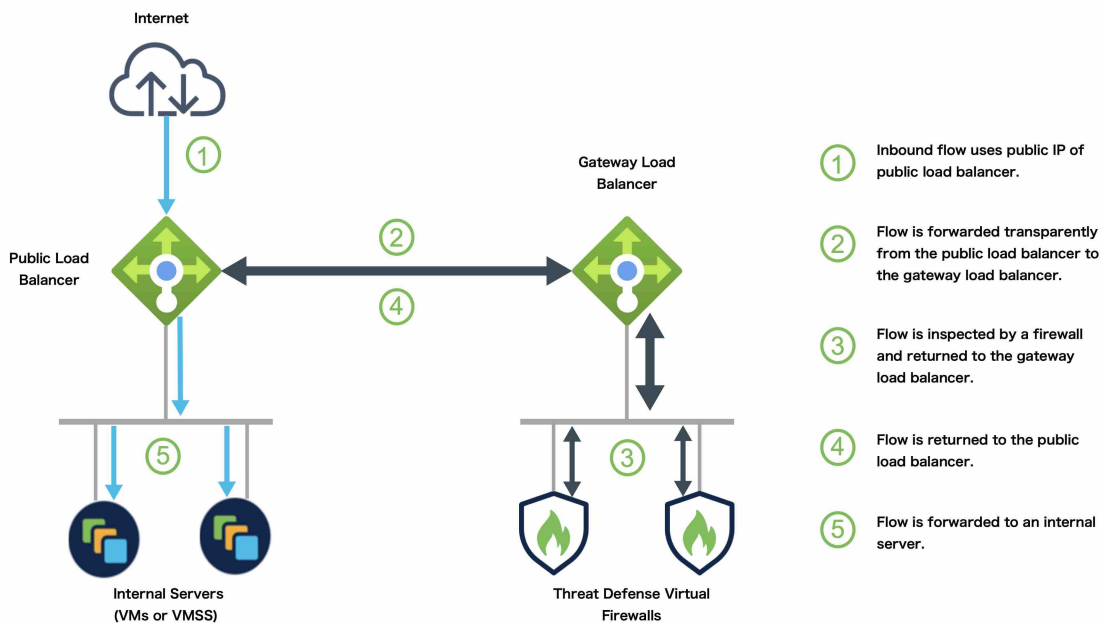 Internet
1
Gateway Load
Balancer
Public Load
Balancer
2
4
5
3
Internal Servers
(VMs or VMSS)
Threat Defense Virtual
Firewalls
1
Inbound flow uses public IP of
public load balancer.
2
Flow is forwarded transparently
from the public load balancer to
the gateway load balancer.
3
Flow is inspected by a firewall
and returned to the gateway
load balancer.
4
Flow is returned to the public
load balancer.
5
Flow is forwarded to an internal
server.